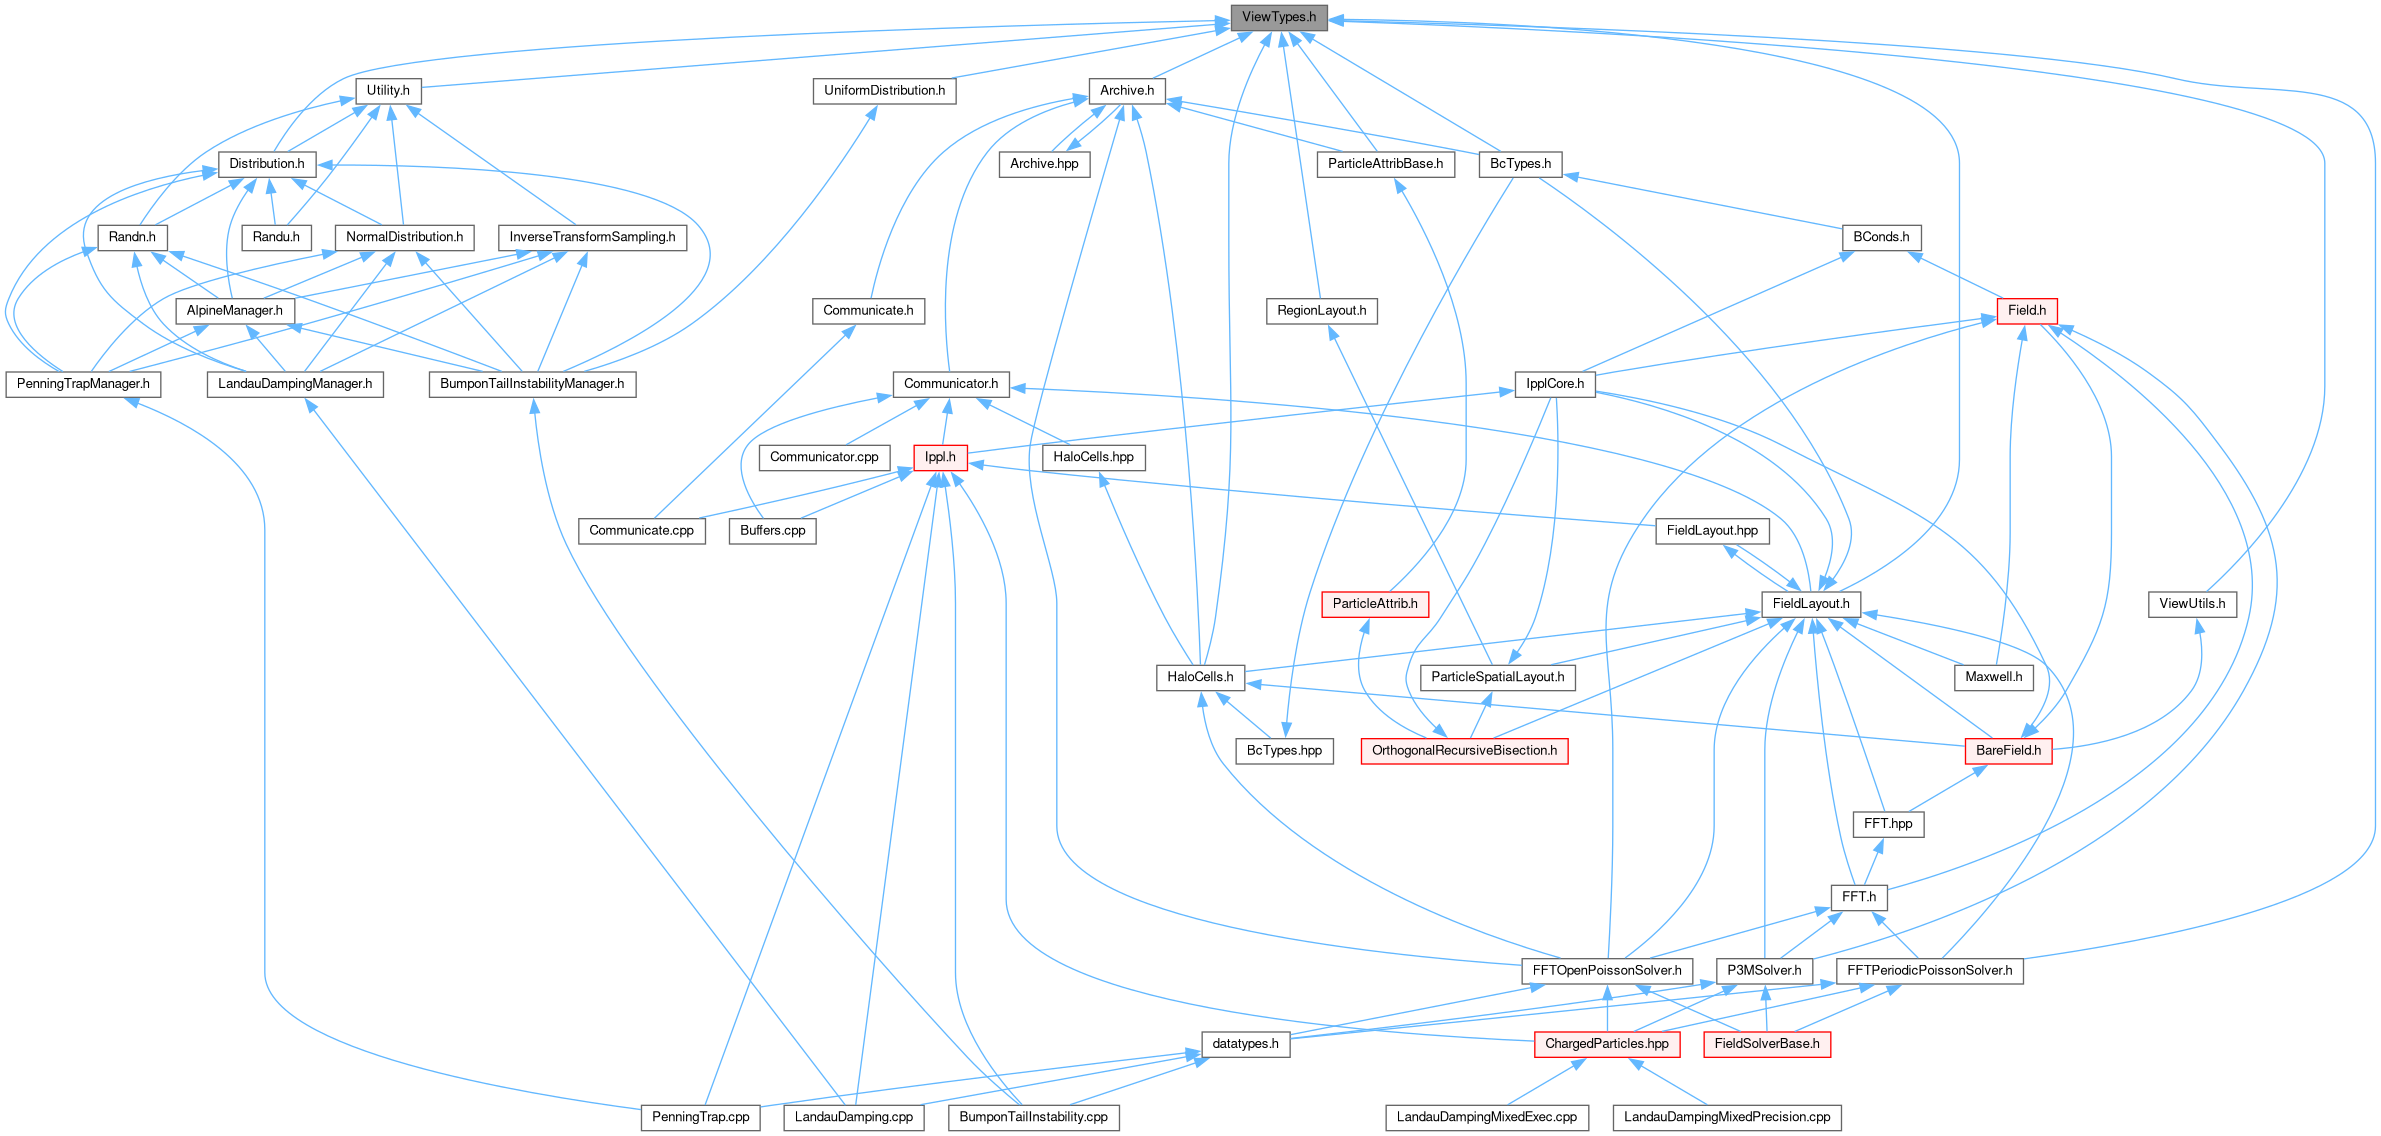 ViewTypes.h
Utility.h
UniformDistribution.h
Archive.h
Distribution.h
Archive.hpp
ParticleAttribBase.h
BcTypes.h
Randn.h
Randu.h
NormalDistribution.h
InverseTransformSampling.h
BConds.h
AlpineManager.h
Communicate.h
RegionLayout.h
Field.h
PenningTrapManager.h
LandauDampingManager.h
BumponTailInstabilityManager.h
Communicator.h
IpplCore.h
Communicator.cpp
Ippl.h
HaloCells.hpp
Communicate.cpp
Buffers.cpp
FieldLayout.hpp
ParticleAttrib.h
FieldLayout.h
ViewUtils.h
HaloCells.h
ParticleSpatialLayout.h
Maxwell.h
BcTypes.hpp
OrthogonalRecursiveBisection.h
BareField.h
FFT.hpp
FFT.h
FFTOpenPoissonSolver.h
P3MSolver.h
FFTPeriodicPoissonSolver.h
datatypes.h
ChargedParticles.hpp
FieldSolverBase.h
PenningTrap.cpp
LandauDamping.cpp
BumponTailInstability.cpp
LandauDampingMixedExec.cpp
LandauDampingMixedPrecision.cpp